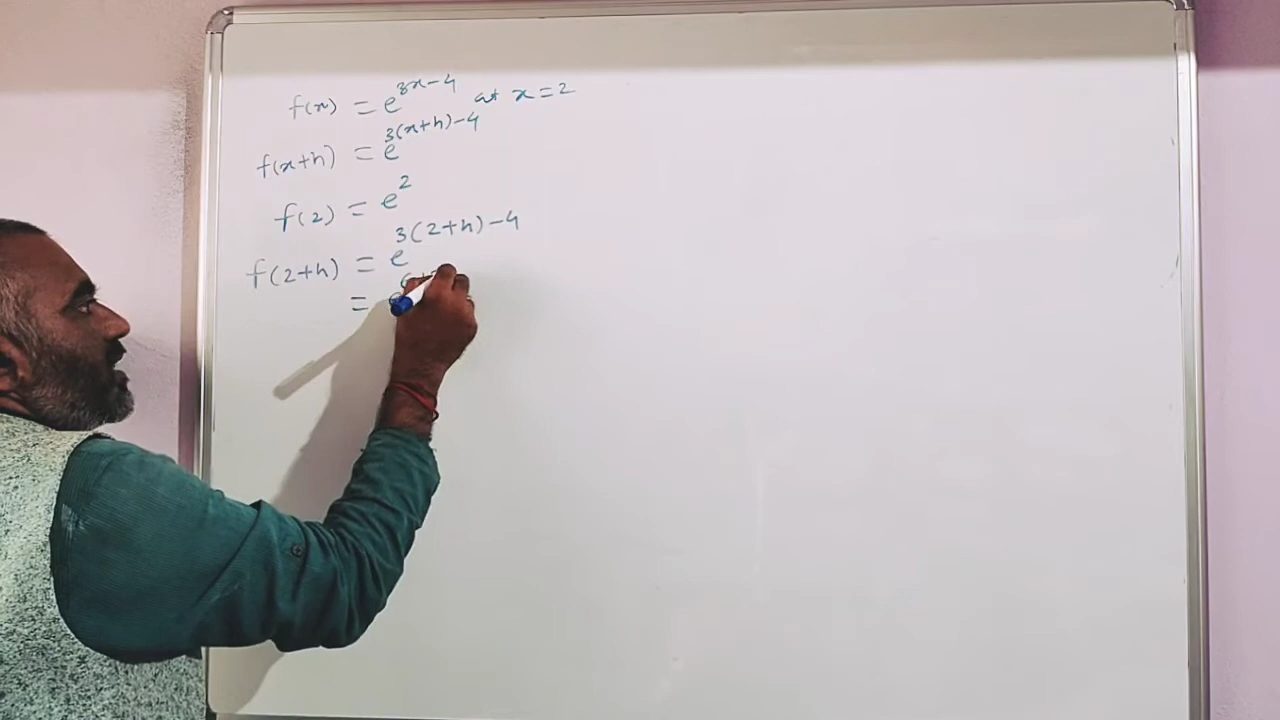 f(x) = e^{3x-4} at x=2
f(x+h) = e^{3(x+h)-4}
f(2) = e^2
f(2+h) = e^{3(2+h)-4}
=